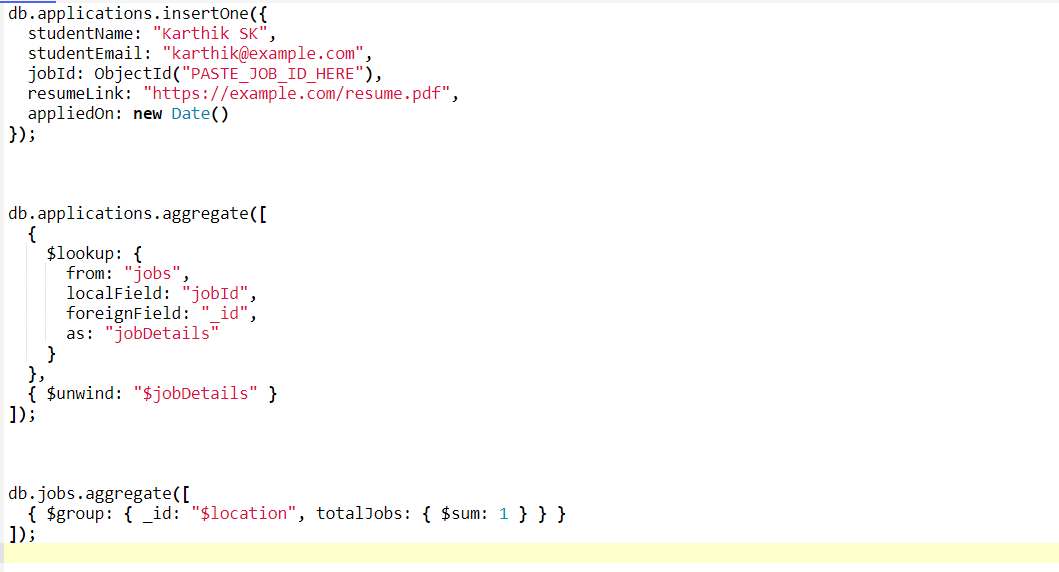 db.applications.insertOne({
  studentName: "Karthik SK",
  studentEmail: "karthik@example.com",
  jobId: ObjectId("PASTE_JOB_ID_HERE"),
  resumeLink: "https://example.com/resume.pdf",
  appliedOn: new Date()
});
db.applications.aggregate([
  {
    $lookup: {
      from: "jobs",
      localField: "jobId",
      foreignField: "_id",
      as: "jobDetails"
    }
  },
  { $unwind: "$jobDetails" }
]);
db.jobs.aggregate([
  { $group: { _id: "$location", totalJobs: { $sum: 1 } } }
]);